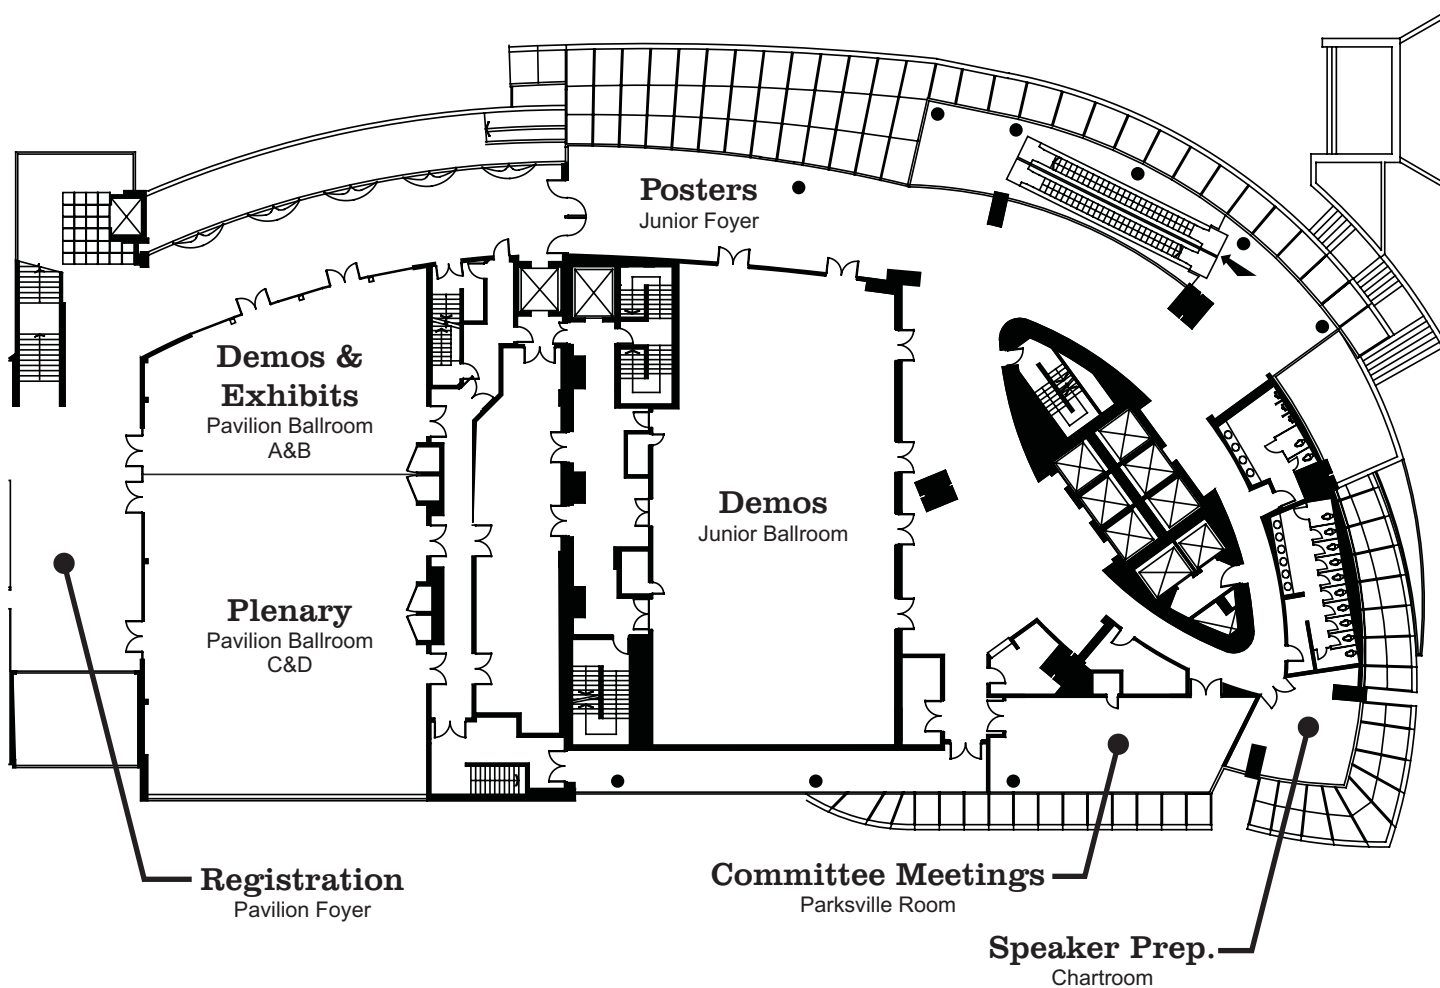 Posters
Junior Foyer
Demos &
Exhibits
Pavilion Ballroom
A&B
Demos
Junior Ballroom
Plenary
Pavilion Ballroom
C&D
Registration
Pavilion Foyer
Committee Meetings
Parksville Room
Speaker Prep.
Chartroom